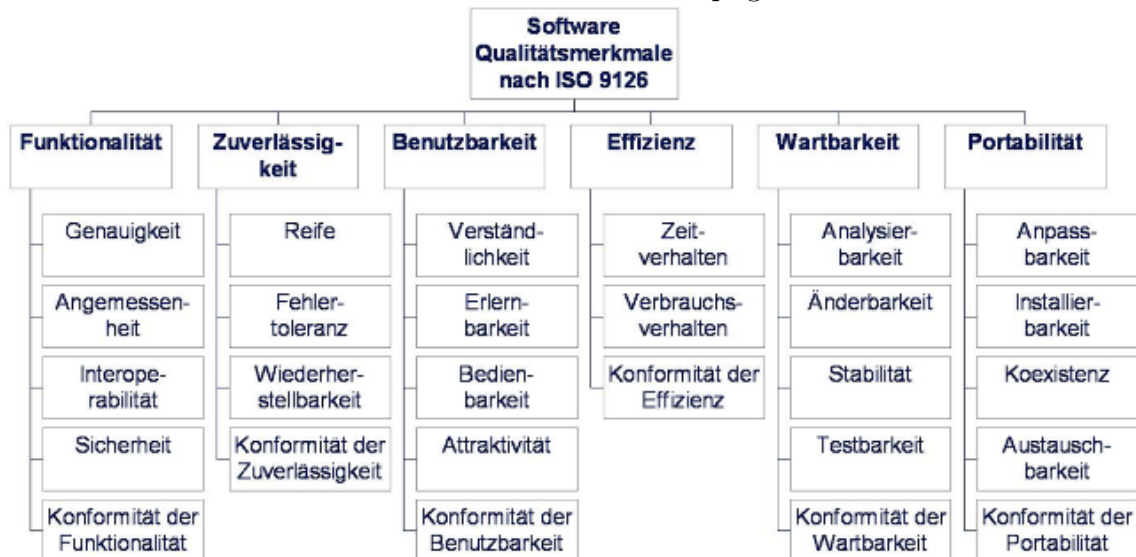 Software
Qualitätsmerkmale
nach ISO 9126
Funktionalität
Zuverlässig-
keit
Benutzbarkeit
Effizienz
Wartbarkeit
Portabilität
Genauigkeit
Angemessen-
heit
Interope-
rabilität
Sicherheit
Konformität der
Funktionalität
Reife
Fehler-
toleranz
Wiederher-
stellbarkeit
Konformität der
Zuverlässigkeit
Verständ-
lichkeit
Erlern-
barkeit
Bedien-
barkeit
Attraktivität
Konformität der
Benutzbarkeit
Zeit-
verhalten
Verbrauchs-
verhalten
Konformität der
Effizienz
Analysier-
barkeit
Änderbarkeit
Stabilität
Testbarkeit
Konformität der
Wartbarkeit
Anpass-
barkeit
Installier-
barkeit
Koexistenz
Austausch-
barkeit
Konformität der
Portabilität